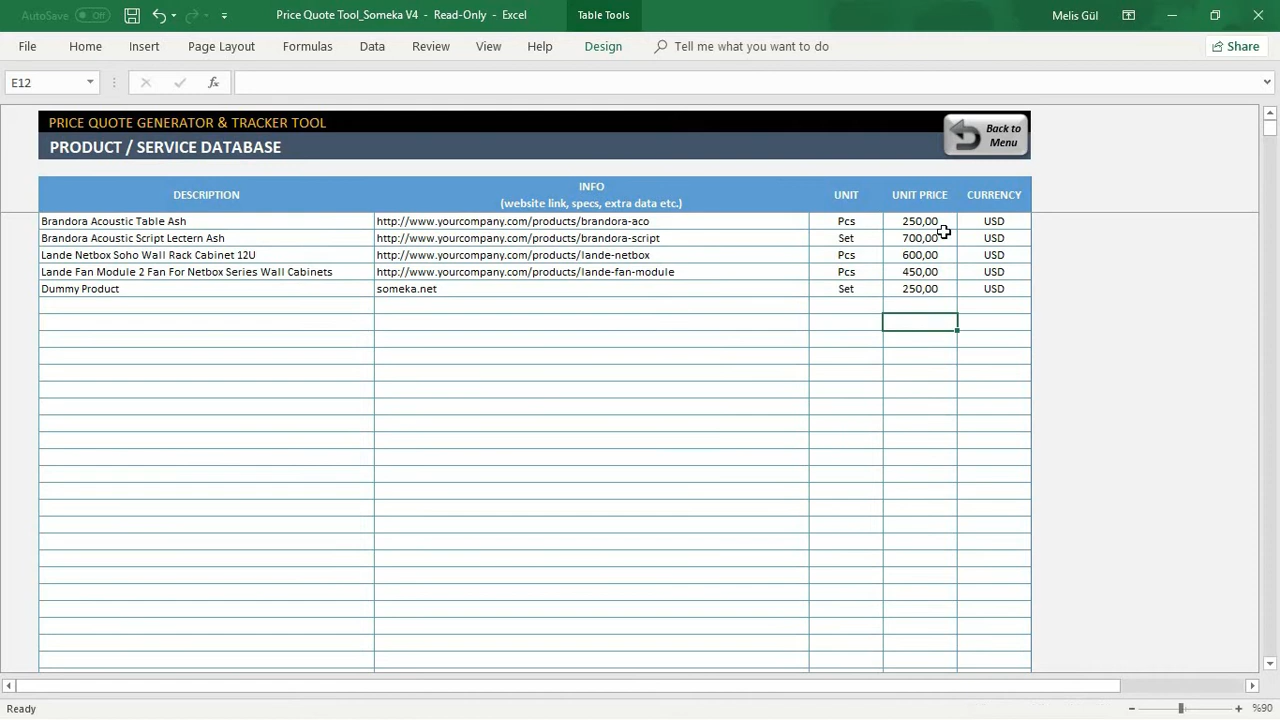 AutoSave Off
Price Quote Tool_Someka V4 - Read-Only - Excel
Table Tools
Melis Gül
File Home Insert Page Layout Formulas Data Review View Help Design Tell me what you want to do Share
E12 fx
PRICE QUOTE GENERATOR & TRACKER TOOL
PRODUCT / SERVICE DATABASE
Back to
Menu
DESCRIPTION INFO UNIT UNIT PRICE CURRENCY
(website link, specs, extra data etc.)
Brandora Acoustic Table Ash http://www.yourcompany.com/products/brandora-aco Pcs 250,00 USD
Brandora Acoustic Script Lectern Ash http://www.yourcompany.com/products/brandora-script Set 700,00 USD
Lande Netbox Soho Wall Rack Cabinet 12U http://www.yourcompany.com/products/lande-netbox Pcs 600,00 USD
Lande Fan Module 2 Fan For Netbox Series Wall Cabinets http://www.yourcompany.com/products/lande-fan-module Pcs 450,00 USD
Dummy Product someka.net Set 250,00 USD
Ready
%90